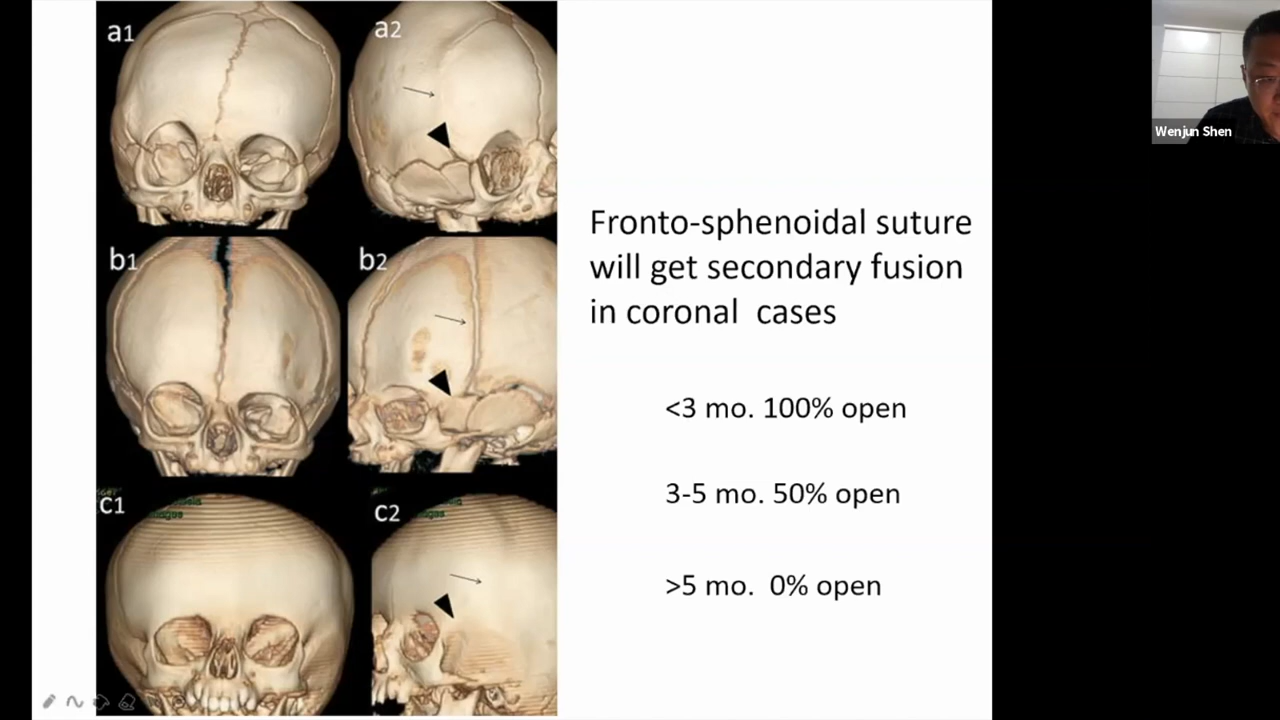 a1
a2
b1
b2
c1
c2
Fronto-sphenoidal suture
will get secondary fusion
in coronal cases
<3 mo. 100% open
3-5 mo. 50% open
>5 mo. 0% open
Wenjun Shen